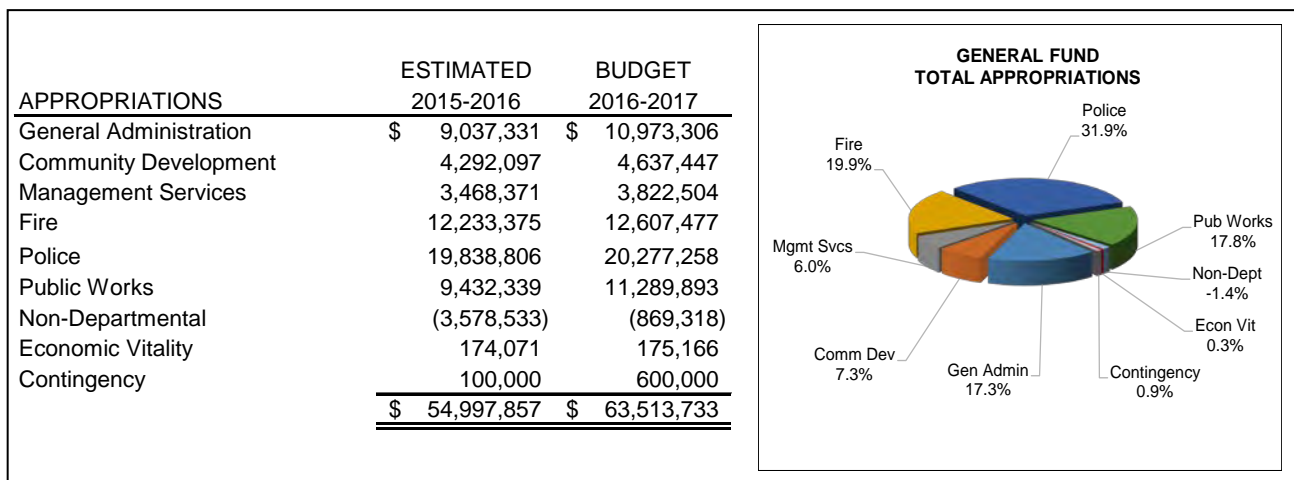 ESTIMATED BUDGET
APPROPRIATIONS 2015-2016 2016-2017
General Administration $ 9,037,331 $ 10,973,306
Community Development 4,292,097 4,637,447
Management Services 3,468,371 3,822,504
Fire 12,233,375 12,607,477
Police 19,838,806 20,277,258
Public Works 9,432,339 11,289,893
Non-Departmental (3,578,533) (869,318)
Economic Vitality 174,071 175,166
Contingency 100,000 600,000
$ 54,997,857 $ 63,513,733
GENERAL FUND
TOTAL APPROPRIATIONS
Police
31.9%
Fire
19.9%
Pub Works
17.8%
Mgmt Svcs
6.0%
Non-Dept
-1.4%
Econ Vit
0.3%
Comm Dev
7.3%
Gen Admin
17.3%
Contingency
0.9%